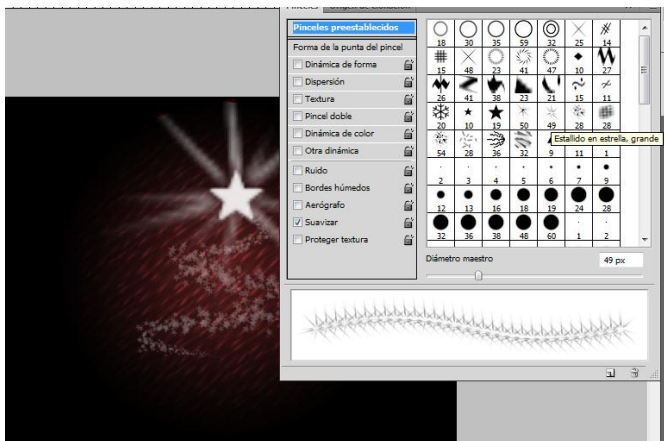 Pinceles preestablecidos
Forma de la punta del pincel
Dinámica de forma
Dispersión
Textura
Pincel doble
Dinámica de color
Otra dinámica
Ruido
Bordes húmedos
Aerógrafo
Suavizar
Proteger textura
18 30 35 59 32 25 14
15 48 23 41 47 10 27
26 41 38 23 21 15 11
20 10 19 50 49 28 28
Estallido en estrella, grande
54 28 36 32 9 11 1
2 3 4 5 6 7 9
12 13 16 18 19 24 28
32 36 38 48 60 1 2
Diámetro maestro 49 px